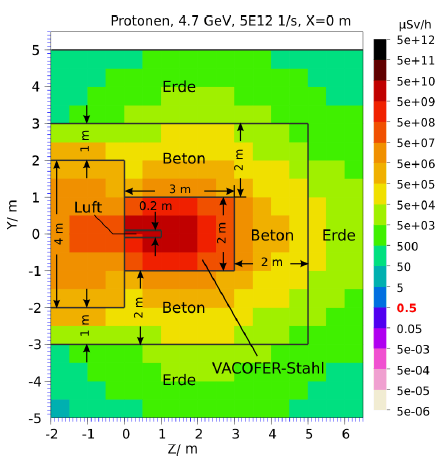 Protonen, 4.7 GeV, 5E12 1/s, X=0 m
µSv/h
5e+12
5e+11
5e+10
5e+09
5e+08
5e+07
5e+06
5e+05
5e+04
5e+03
500
50
5
0.5
0.05
5e-03
5e-04
5e-05
5e-06
Y/ m
5
4
3
2
1
0
-1
-2
-3
-4
-5
Erde
1 m
Beton
2 m
3 m
Luft
0.2 m
4 m
2 m
Beton
Erde
2 m
2 m
Beton
1 m
VACOFER-Stahl
Erde
-2 -1 0 1 2 3 4 5 6
Z/ m